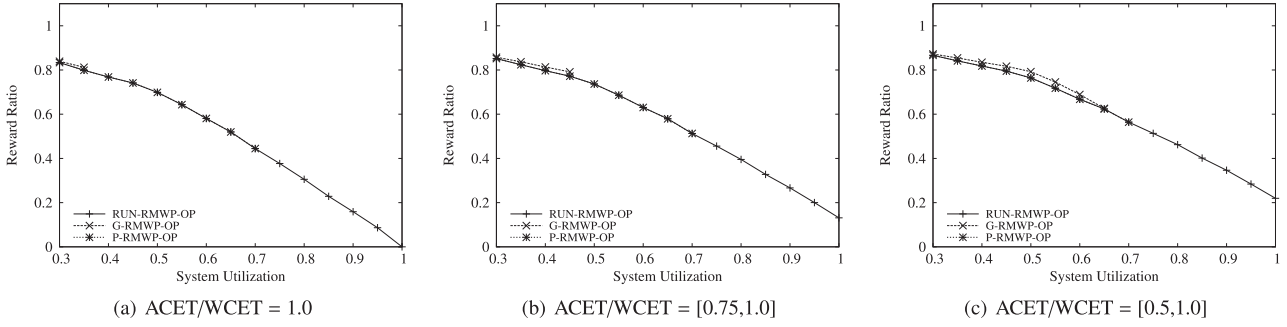 1
0.8
0.6
0.4
0.2
0
Reward Ratio
RUN-RMWP-OP
G-RMWP-OP
P-RMWP-OP
0.3 0.4 0.5 0.6 0.7 0.8 0.9 1
System Utilization
(a) ACET/WCET = 1.0
1
0.8
0.6
0.4
0.2
0
Reward Ratio
RUN-RMWP-OP
G-RMWP-OP
P-RMWP-OP
0.3 0.4 0.5 0.6 0.7 0.8 0.9 1
System Utilization
(b) ACET/WCET = [0.75,1.0]
1
0.8
0.6
0.4
0.2
0
Reward Ratio
RUN-RMWP-OP
G-RMWP-OP
P-RMWP-OP
0.3 0.4 0.5 0.6 0.7 0.8 0.9 1
System Utilization
(c) ACET/WCET = [0.5,1.0]